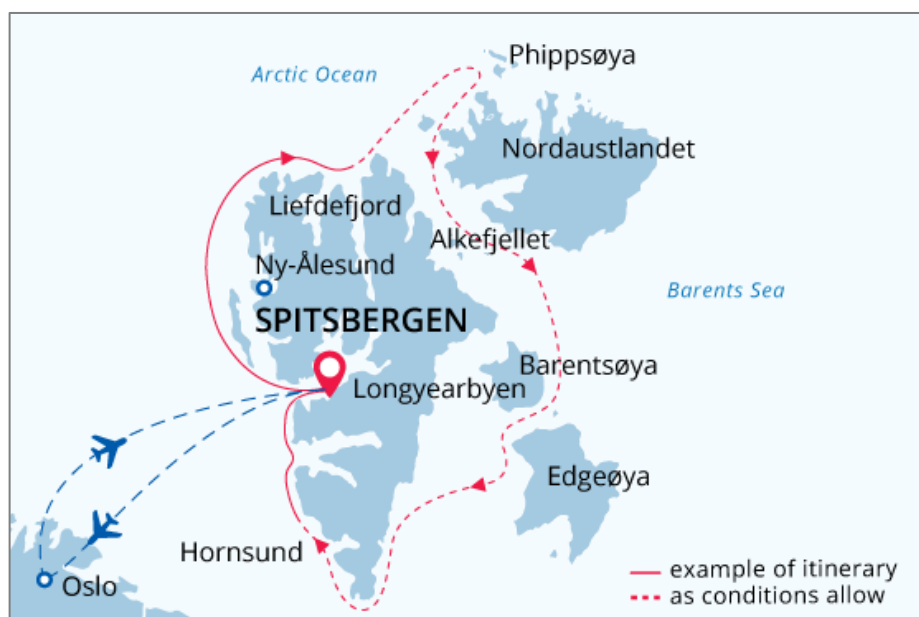 Phippsøya
Arctic Ocean
Nordaustlandet
Liefdefjord
Alkefjellet
Ny-Ålesund
Barents Sea
SPITSBERGEN
Barentsøya
Longyearbyen
Edgeøya
Hornsund
Oslo
example of itinerary
as conditions allow